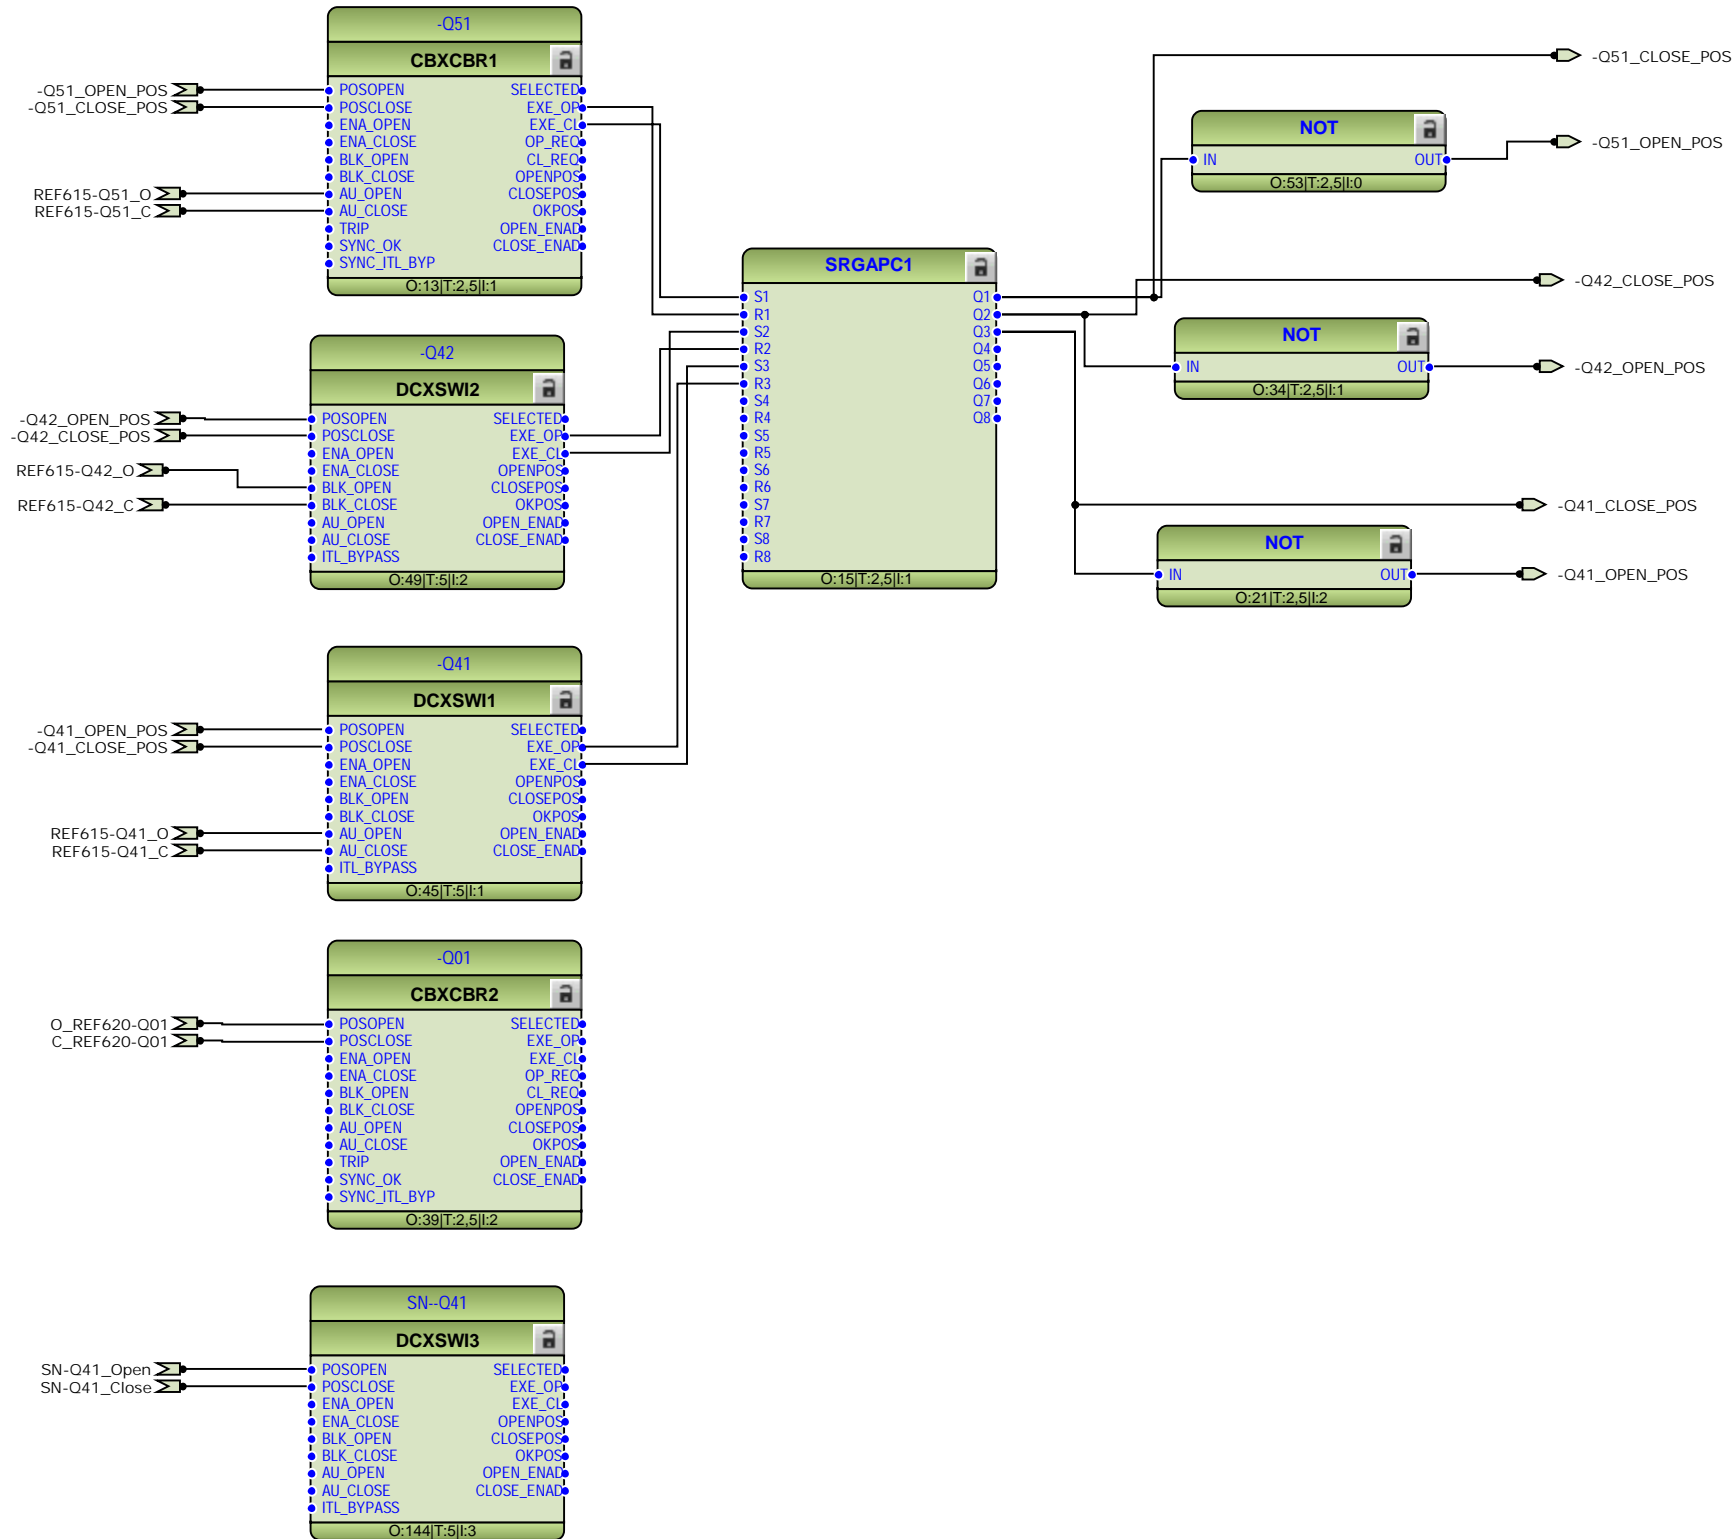 -Q51
CBXCBR1
-Q51_OPEN_POS POSOPEN SELECTED
-Q51_CLOSE_POS POSCLOSE EXE_OP
ENA_OPEN EXE_CL
ENA_CLOSE OP_REQ
BLK_OPEN CL_REQ
BLK_CLOSE OPENPOS
REF615-Q51_O AU_OPEN CLOSEPOS
REF615-Q51_C AU_CLOSE OKPOS
TRIP OPEN_ENAD
SYNC_OK CLOSE_ENAD
SYNC_ITL_BYP
O:13|T:2,5|I:1
-Q42
DCXSWI2
-Q42_OPEN_POS POSOPEN SELECTED
-Q42_CLOSE_POS POSCLOSE EXE_OP
ENA_OPEN EXE_CL
REF615-Q42_O ENA_CLOSE OPENPOS
BLK_OPEN CLOSEPOS
REF615-Q42_C BLK_CLOSE OKPOS
AU_OPEN OPEN_ENAD
AU_CLOSE CLOSE_ENAD
ITL_BYPASS
O:49|T:5|I:2
-Q41
DCXSWI1
-Q41_OPEN_POS POSOPEN SELECTED
-Q41_CLOSE_POS POSCLOSE EXE_OP
ENA_OPEN EXE_CL
ENA_CLOSE OPENPOS
BLK_OPEN CLOSEPOS
BLK_CLOSE OKPOS
REF615-Q41_O AU_OPEN OPEN_ENAD
REF615-Q41_C AU_CLOSE CLOSE_ENAD
ITL_BYPASS
O:45|T:5|I:1
-Q01
CBXCBR2
O_REF620-Q01 POSOPEN SELECTED
C_REF620-Q01 POSCLOSE EXE_OP
ENA_OPEN EXE_CL
ENA_CLOSE OP_REQ
BLK_OPEN CL_REQ
BLK_CLOSE OPENPOS
AU_OPEN CLOSEPOS
AU_CLOSE OKPOS
TRIP OPEN_ENAD
SYNC_OK CLOSE_ENAD
SYNC_ITL_BYP
O:39|T:2,5|I:2
SN--Q41
DCXSWI3
SN-Q41_Open POSOPEN SELECTED
SN-Q41_Close POSCLOSE EXE_OP
ENA_OPEN EXE_CL
ENA_CLOSE OPENPOS
BLK_OPEN CLOSEPOS
BLK_CLOSE OKPOS
AU_OPEN OPEN_ENAD
AU_CLOSE CLOSE_ENAD
ITL_BYPASS
O:144|T:5|I:3
SRGAPC1
S1 Q1
R1 Q2
S2 Q3
R2 Q4
S3 Q5
R3 Q6
S4 Q7
R4 Q8
S5
R5
S6
R6
S7
R7
S8
R8
O:15|T:2,5|I:1
-Q51_CLOSE_POS
NOT
IN OUT
O:53|T:2,5|I:0
-Q51_OPEN_POS
-Q42_CLOSE_POS
NOT
IN OUT
O:34|T:2,5|I:1
-Q42_OPEN_POS
-Q41_CLOSE_POS
NOT
IN OUT
O:21|T:2,5|I:2
-Q41_OPEN_POS